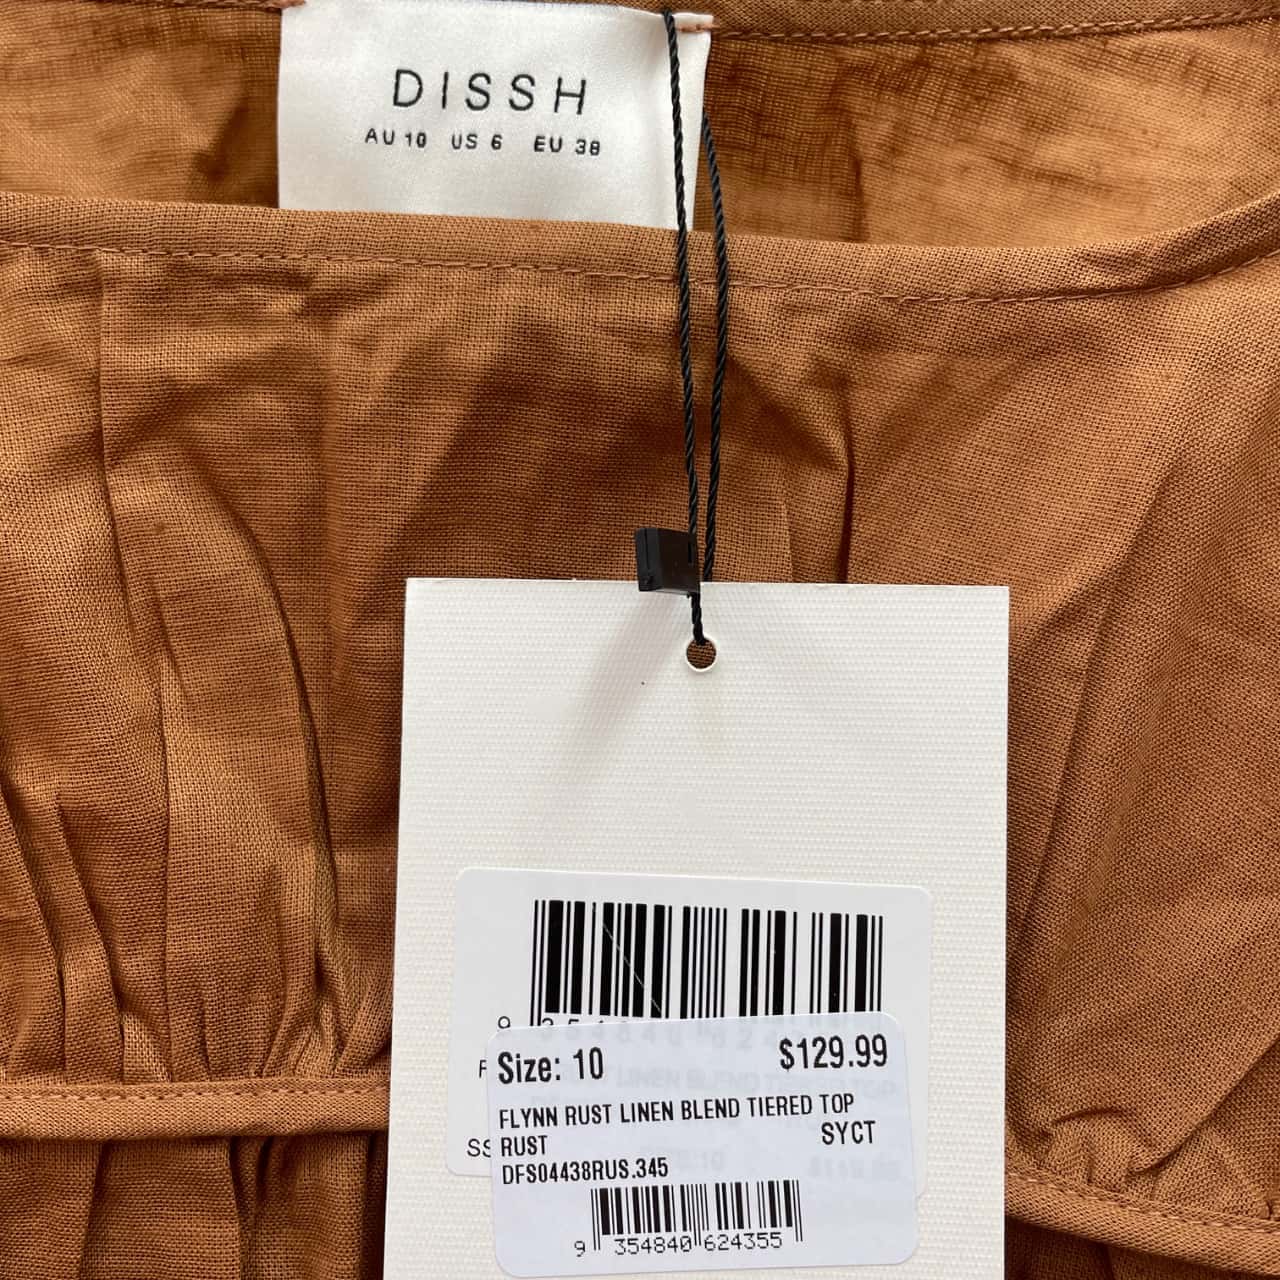 DISSH
AU 10 US 6 EU 38
Size: 10 $129.99
FLYNN RUST LINEN BLEND TIERED TOP
RUST SYCT
DFS04438RUS.345
9 354840 624355